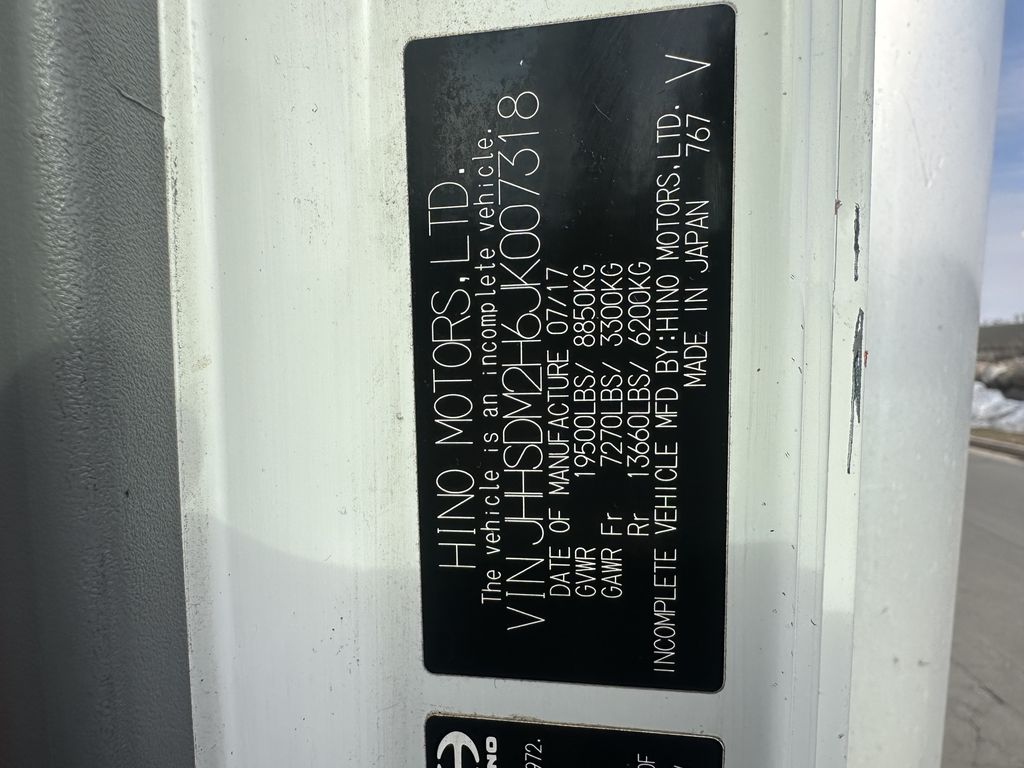 HINO MOTORS, LTD.
The vehicle is an incomplete vehicle.
VIN JHHSDM2H6JK007318
DATE OF MANUFACTURE 07/17
GVWR 19500LBS/ 8850KG
GAWR Fr 7270LBS/ 3300KG
Rr 13660LBS/ 6200KG
INCOMPLETE VEHICLE MFD BY:HINO MOTORS, LTD.
MADE IN JAPAN 767 V
972.